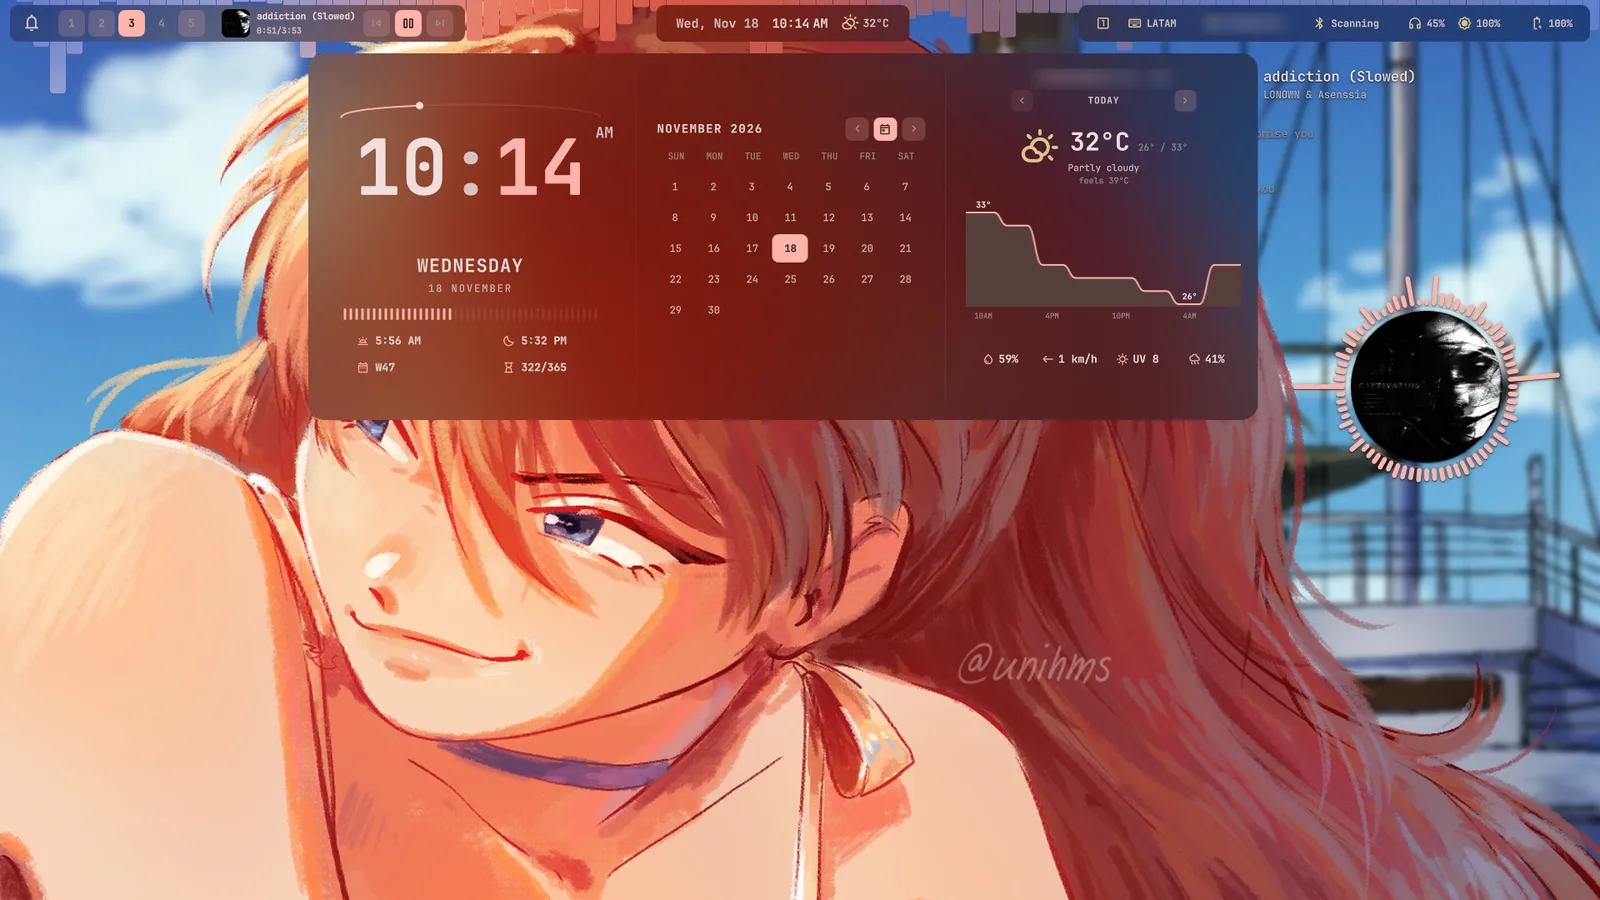 1 2 3 4 5
addiction (Slowed)
0:51/3:53
Wed, Nov 18 10:14 AM 32°C
1 LATAM
Scanning 45% 100% 100%
10:14 AM
WEDNESDAY
18 NOVEMBER
5:56 AM 5:32 PM
W47 322/365
NOVEMBER 2026
SUN MON TUE WED THU FRI SAT
1 2 3 4 5 6 7
8 9 10 11 12 13 14
15 16 17 18 19 20 21
22 23 24 25 26 27 28
29 30
TODAY
32°C 26° / 33°
Partly cloudy
feels 39°C
33°
26°
10AM 4PM 10PM 4AM
59% 1 km/h UV 8 41%
addiction (Slowed)
LONOWN & Asenssia
you
CAPTIVATION
@unihms